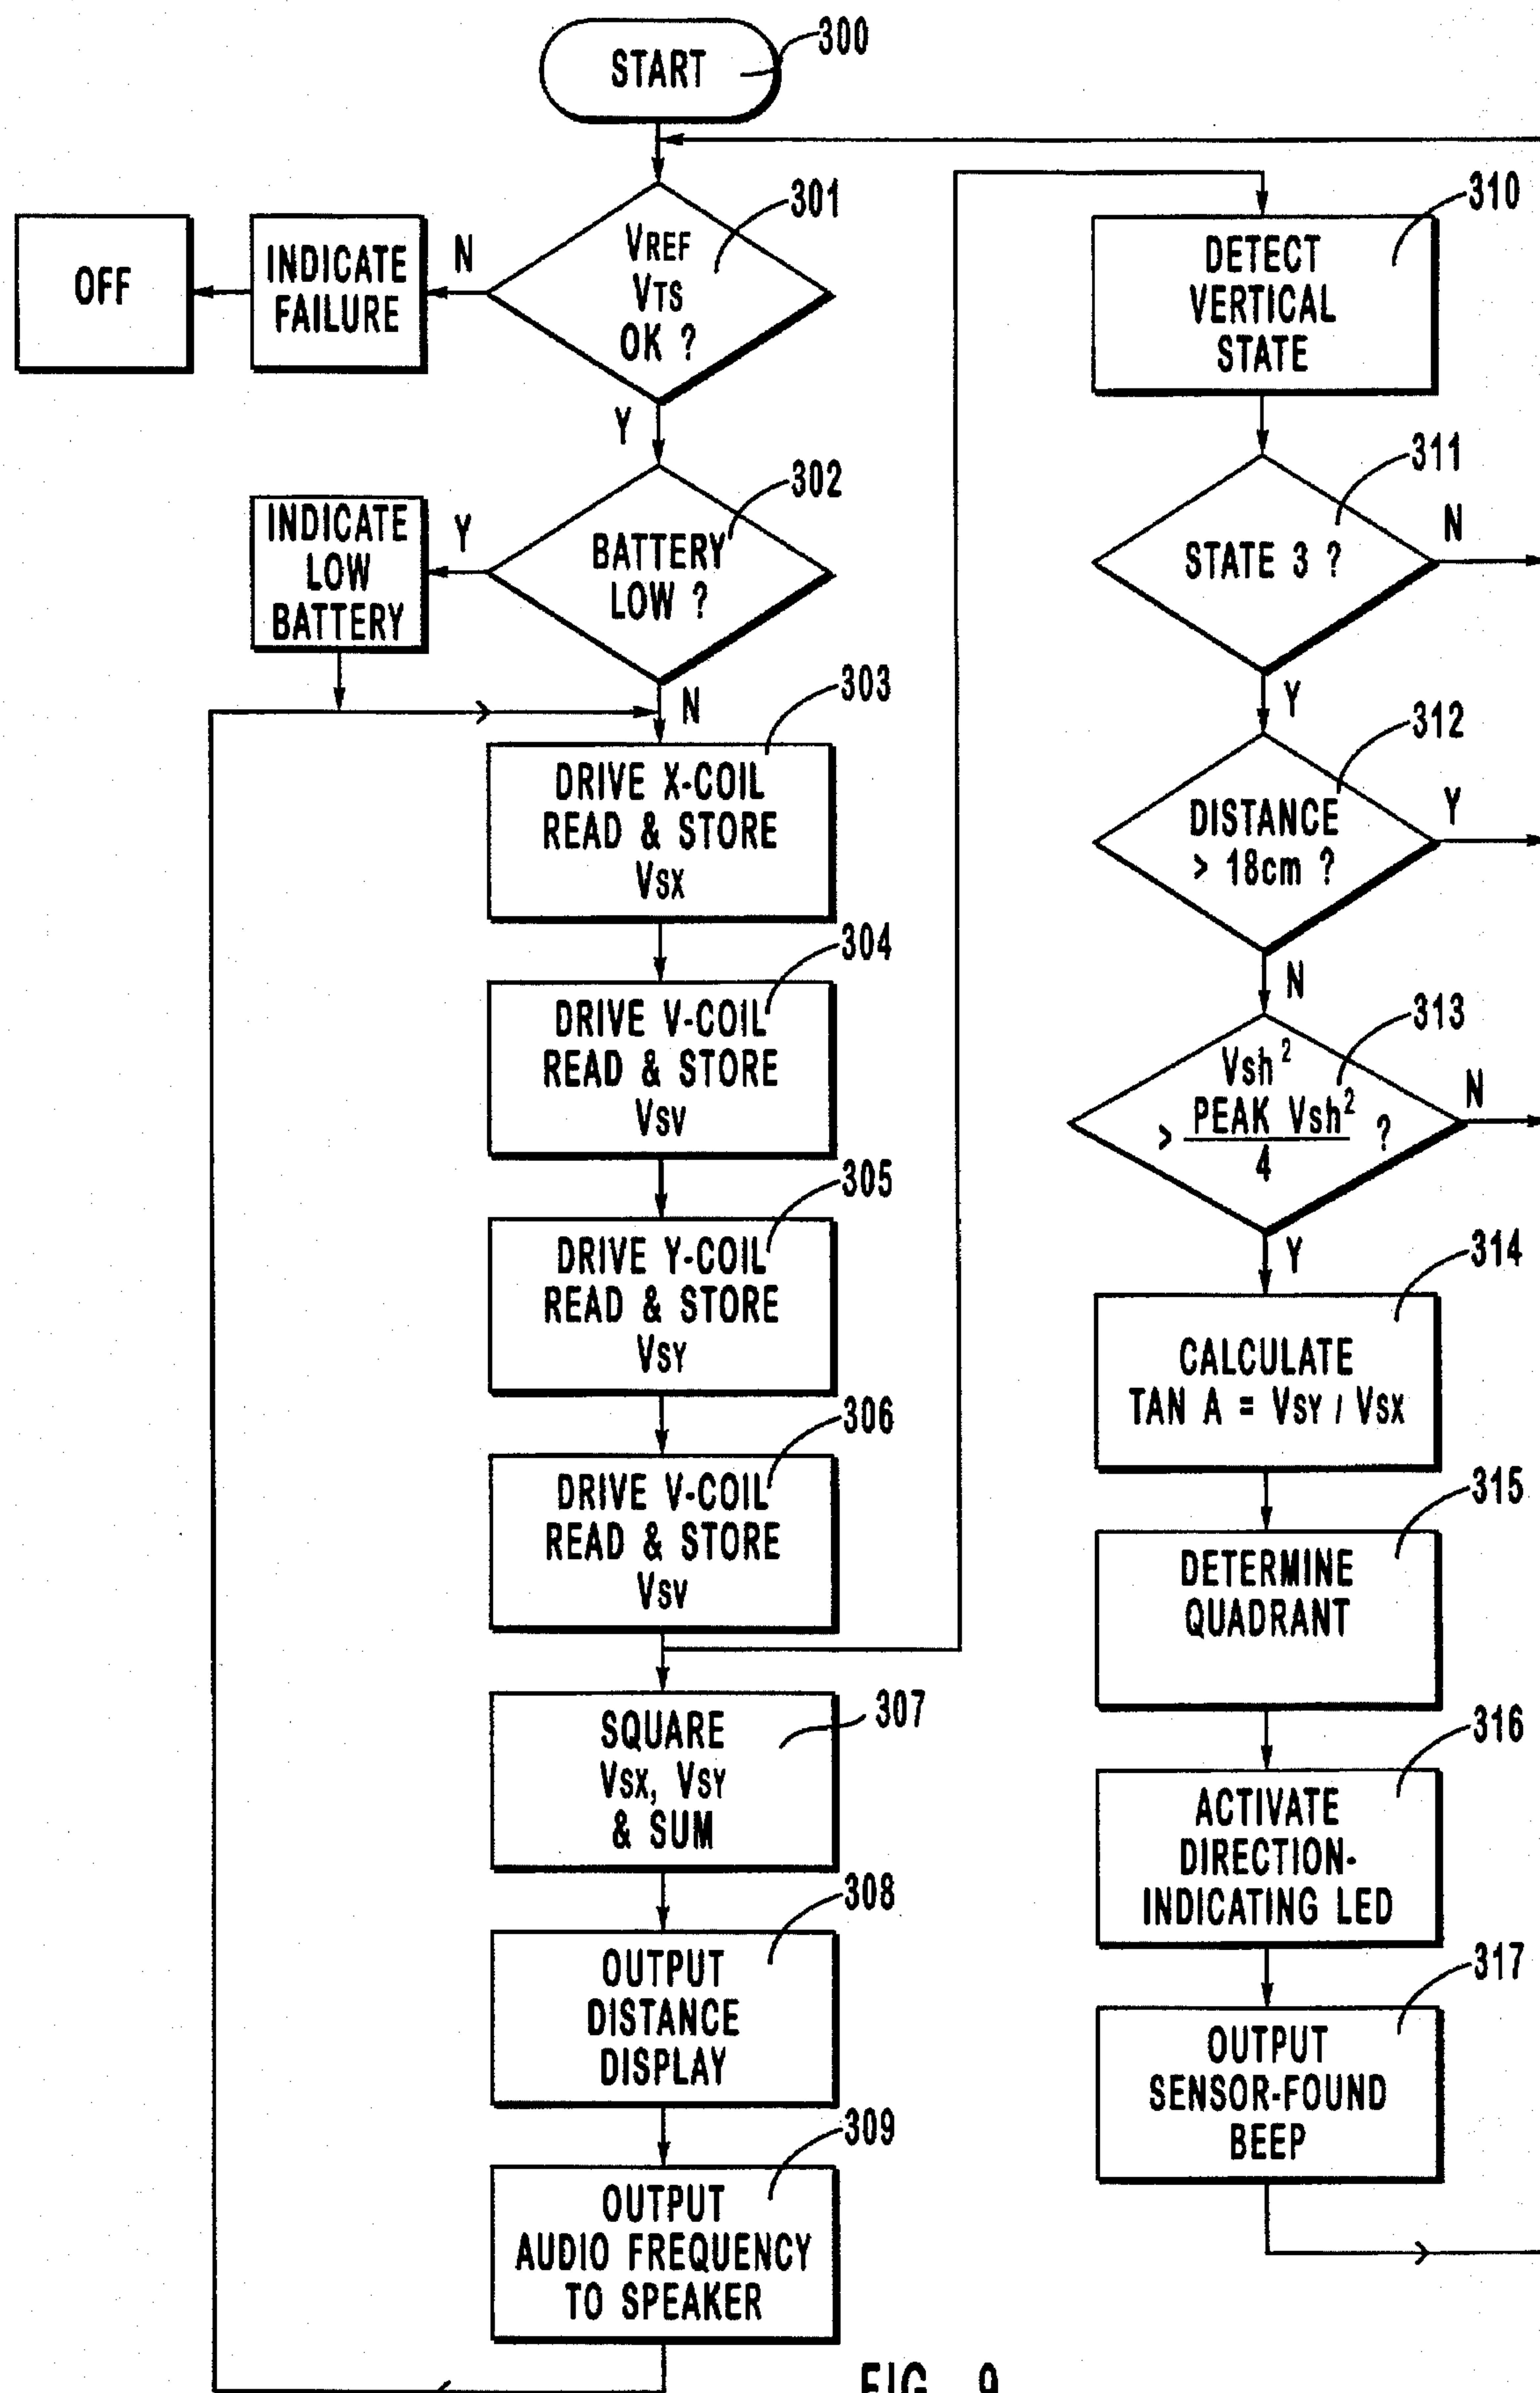 START
300
301
VREF
VTS
OK ?
N
INDICATE
FAILURE
OFF
Y
302
BATTERY
LOW ?
Y
INDICATE
LOW
BATTERY
N
303
DRIVE X-COIL
READ & STORE
VSX
304
DRIVE V-COIL
READ & STORE
VSV
305
DRIVE Y-COIL
READ & STORE
VSY
306
DRIVE V-COIL
READ & STORE
VSV
307
SQUARE
VSX, VSY
& SUM
308
OUTPUT
DISTANCE
DISPLAY
309
OUTPUT
AUDIO FREQUENCY
TO SPEAKER
310
DETECT
VERTICAL
STATE
311
STATE 3 ?
N
Y
312
DISTANCE
> 18cm ?
Y
N
313
Vsh²
> PEAK Vsh² ?
4
N
Y
314
CALCULATE
TAN A = VSY / VSX
315
DETERMINE
QUADRANT
316
ACTIVATE
DIRECTION-
INDICATING LED
317
OUTPUT
SENSOR-FOUND
BEEP
FIG. 9